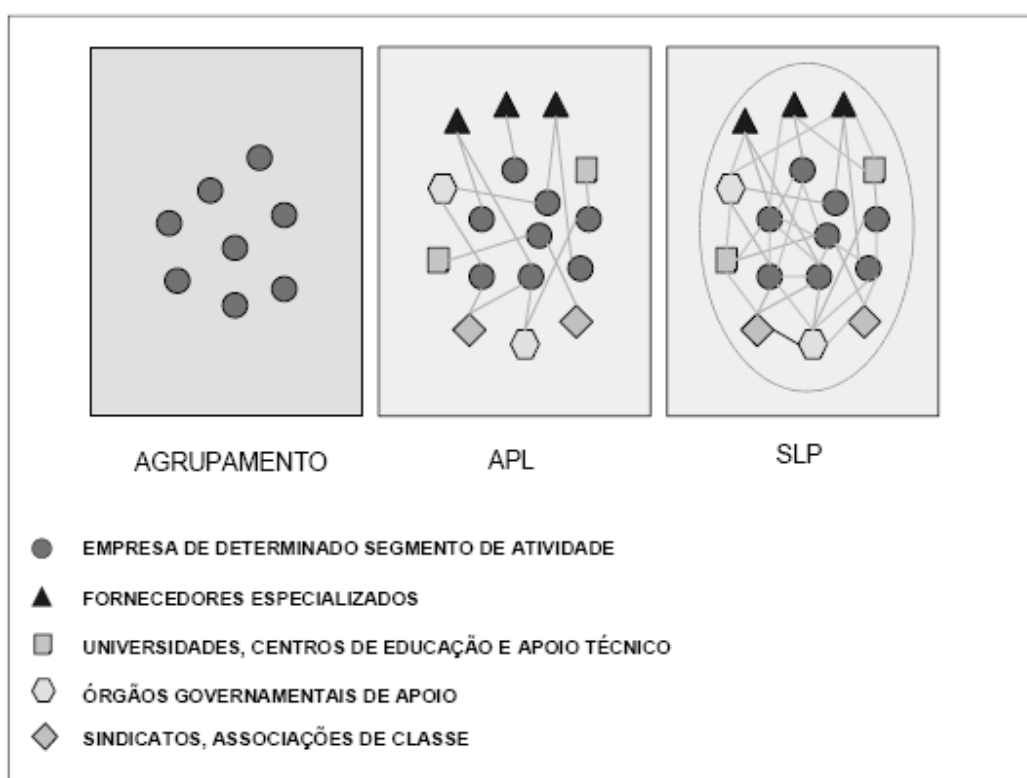 AGRUPAMENTO
APL
SLP
EMPRESA DE DETERMINADO SEGMENTO DE ATIVIDADE
FORNECEDORES ESPECIALIZADOS
UNIVERSIDADES, CENTROS DE EDUCAÇÃO E APOIO TÉCNICO
ÓRGÃOS GOVERNAMENTAIS DE APOIO
SINDICATOS, ASSOCIAÇÕES DE CLASSE